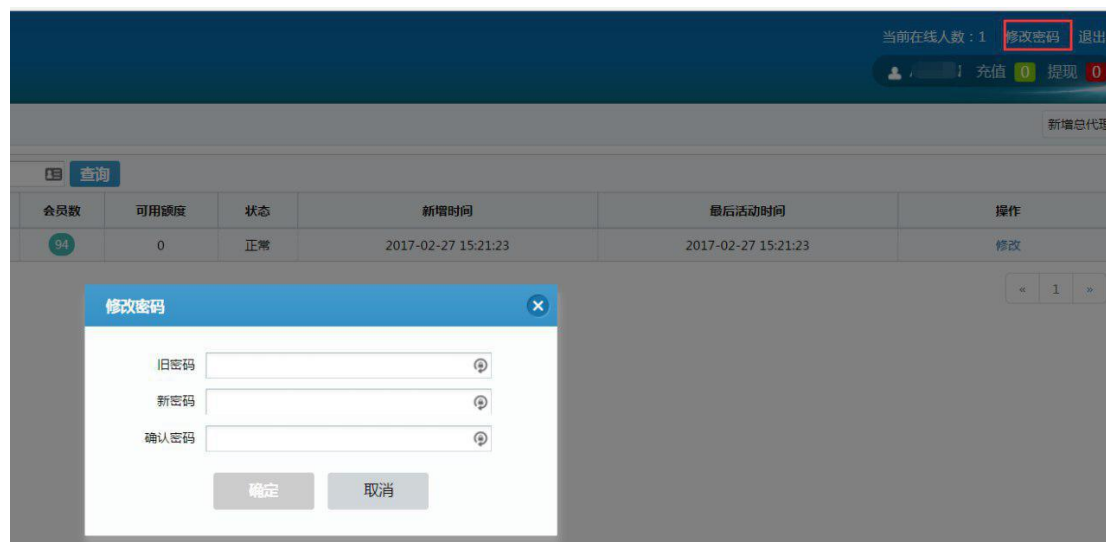 当前在线人数：1 修改密码 退出
充值 0 提现 0
新增总代理
查询
会员数 可用额度 状态 新增时间 最后活动时间 操作
94 0 正常 2017-02-27 15:21:23 2017-02-27 15:21:23 修改
« 1 »
修改密码
旧密码
新密码
确认密码
确定 取消